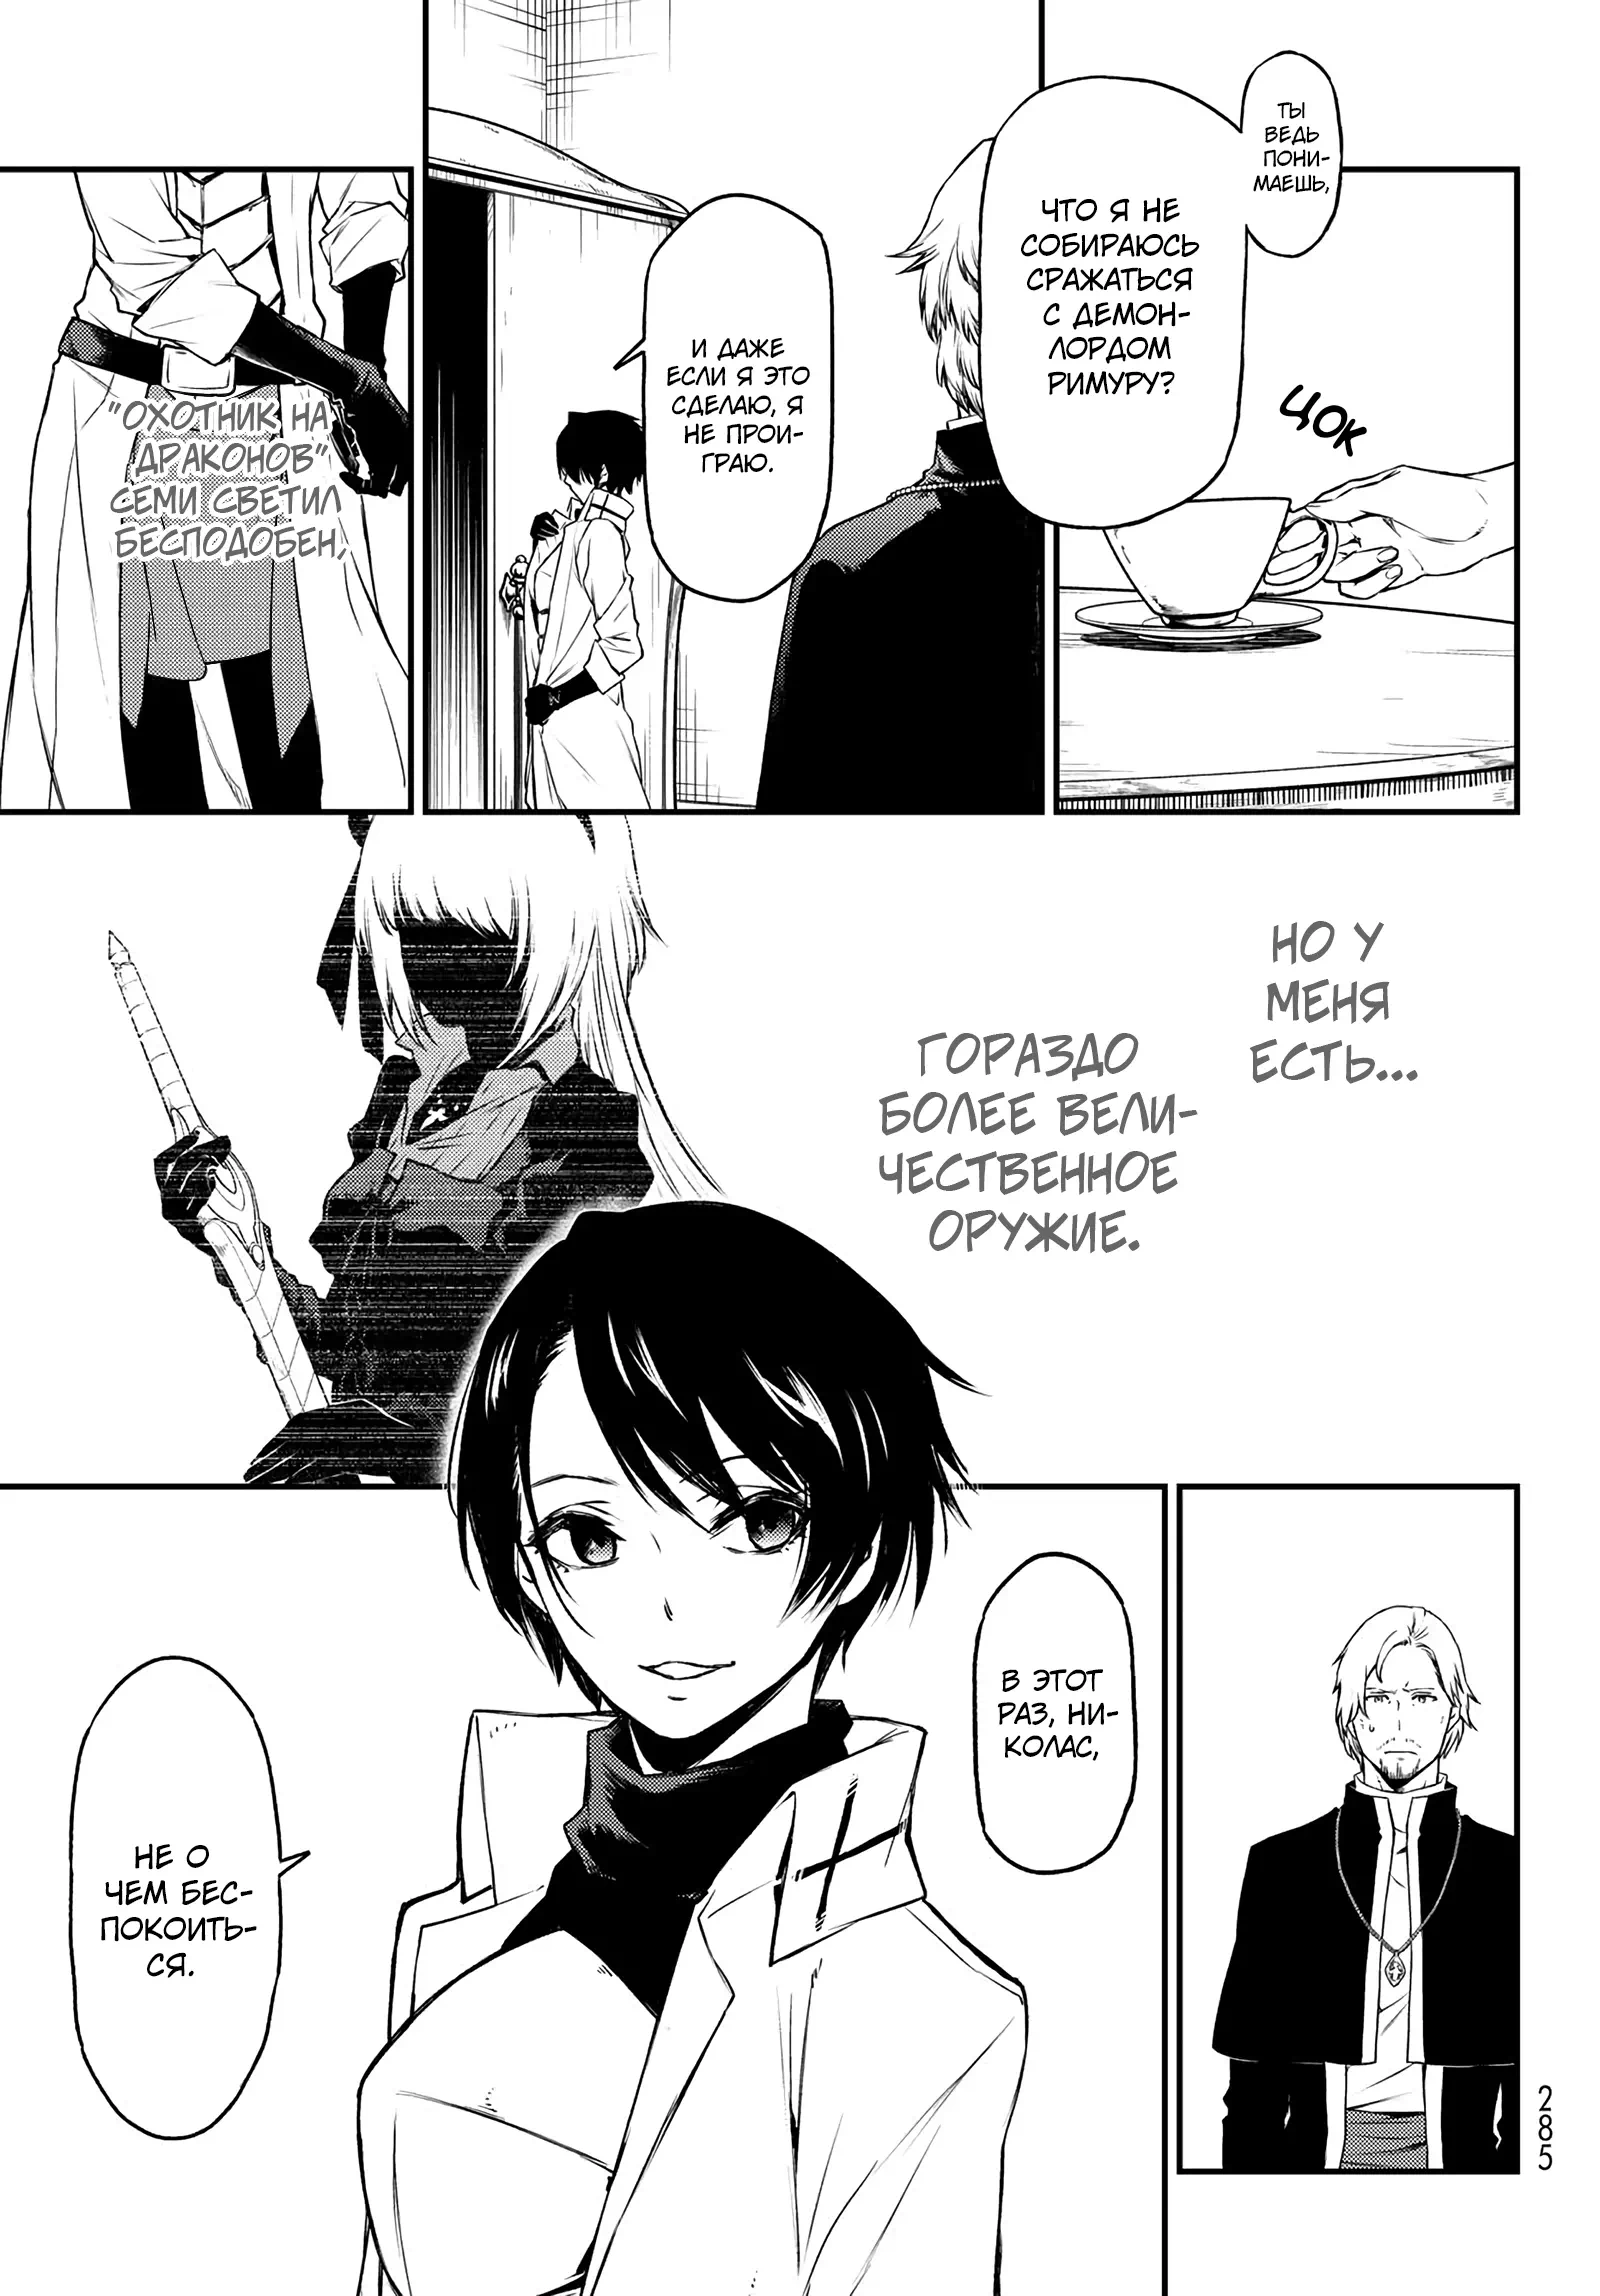 ТЫ
ВЕДЬ
ПОНИ-
МАЕШЬ,
ЧТО Я НЕ
СОБИРАЮСЬ
СРАЖАТЬСЯ
С ДЕМОН-
ЛОРДОМ
РИМУРУ?
ЦОК
И ДАЖЕ
ЕСЛИ Я ЭТО
СДЕЛАЮ, Я
НЕ ПРОИ-
ГРАЮ.
"ОХОТНИК НА
ДРАКОНОВ"
СЕМИ СВЕТИЛ
БЕСПОДОБЕН,
НО У
МЕНЯ
ЕСТЬ...
ГОРАЗДО
БОЛЕЕ ВЕЛИ-
ЧЕСТВЕННОЕ
ОРУЖИЕ.
В ЭТОТ
РАЗ, НИ-
КОЛАС,
НЕ О
ЧЕМ БЕС-
ПОКОИТЬ-
СЯ.
285